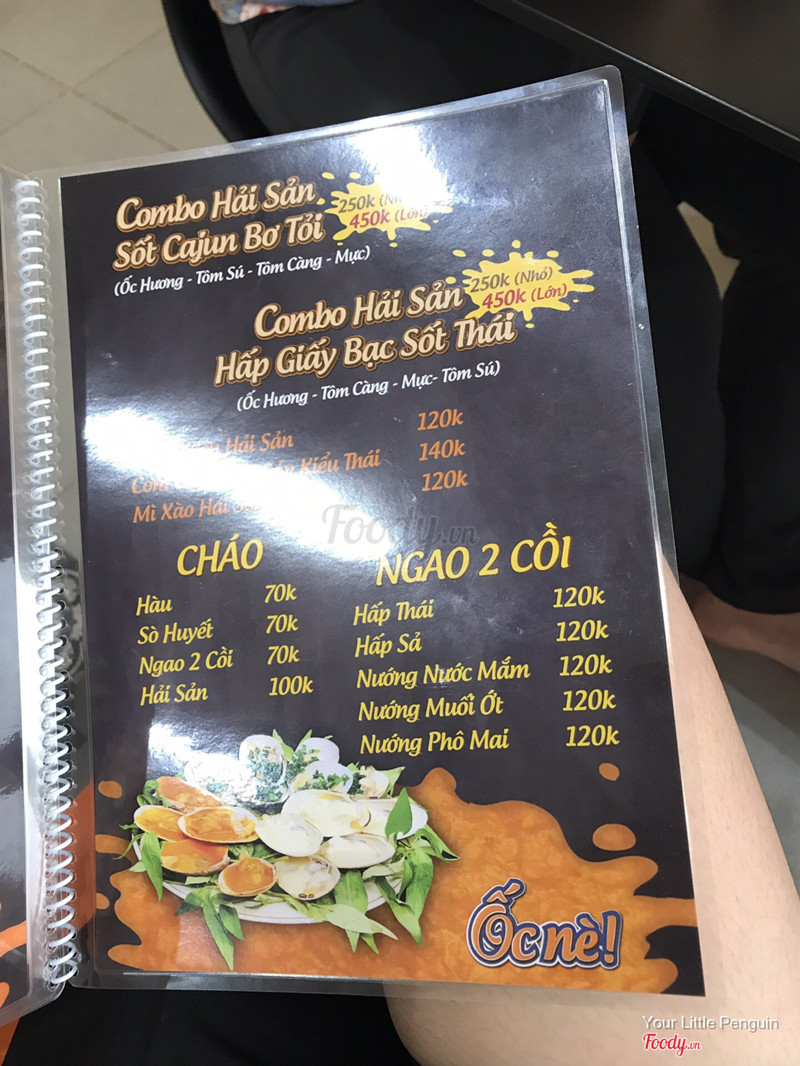 Combo Hải Sản
Sốt Cajun Bơ Tỏi
250k
450k (Lớn)
(Ốc Hương - Tôm Sú - Tôm Càng - Mực)
Combo Hải Sản
Hấp Giấy Bạc Sốt Thái
250k (Nhỏ)
450k (Lớn)
(Ốc Hương - Tôm Càng - Mực- Tôm Sú)
Hải Sản 120k
Kiểu Thái 140k
Mì Xào Hải 120k
CHÁO
Hàu 70k
Sò Huyết 70k
Ngao 2 Cồi 70k
Hải Sản 100k
NGAO 2 CỒI
Hấp Thái 120k
Hấp Sả 120k
Nướng Nước Mắm 120k
Nướng Muối Ớt 120k
Nướng Phô Mai 120k
Ốc nè!
Foody.vn
Your Little Penguin
Foody.vn